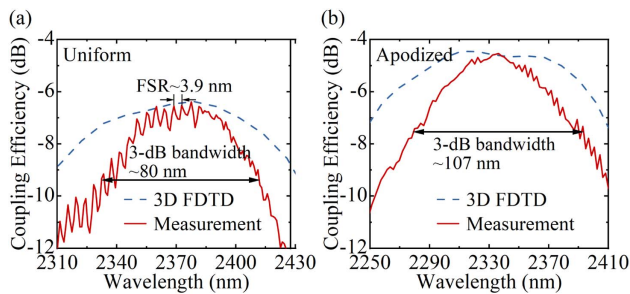 (a)
Uniform
FSR~3.9 nm
3-dB bandwidth
~80 nm
3D FDTD
Measurement
Coupling Efficiency (dB)
-4
-6
-8
-10
-12
2310 2340 2370 2400 2430
Wavelength (nm)
(b)
Apodized
3-dB bandwidth
~107 nm
3D FDTD
Measurement
Coupling Efficiency (dB)
-4
-6
-8
-10
-12
2250 2290 2330 2370 2410
Wavelength (nm)